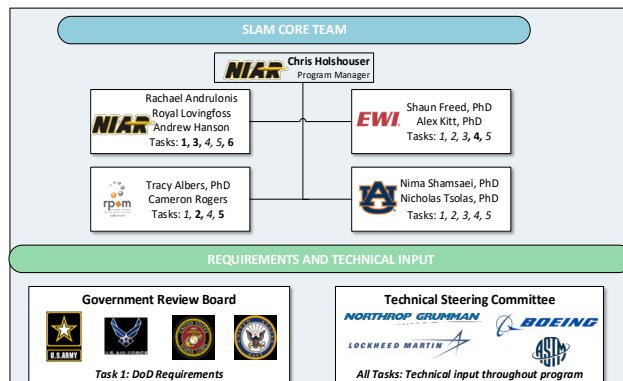 SLAM CORE TEAM
NIAR
Chris Holshouser
Program Manager
NIAR
Rachael Andrulonis
Royal Lovingfoss
Andrew Hanson
Tasks: 1, 3, 4, 5, 6
EWI
Shaun Freed, PhD
Alex Kitt, PhD
Tasks: 1, 2, 3, 4, 5
Tracy Albers, PhD
Cameron Rogers
Tasks: 1, 2, 4, 5
AU
Nima Shamsaei, PhD
Nicholas Tsolas, PhD
Tasks: 1, 2, 3, 4, 5
REQUIREMENTS AND TECHNICAL INPUT
Government Review Board
U.S.ARMY
U.S. AIR FORCE
Task 1: DoD Requirements
Technical Steering Committee
NORTHROP GRUMMAN
BOEING
LOCKHEED MARTIN
ASTM
All Tasks: Technical input throughout program